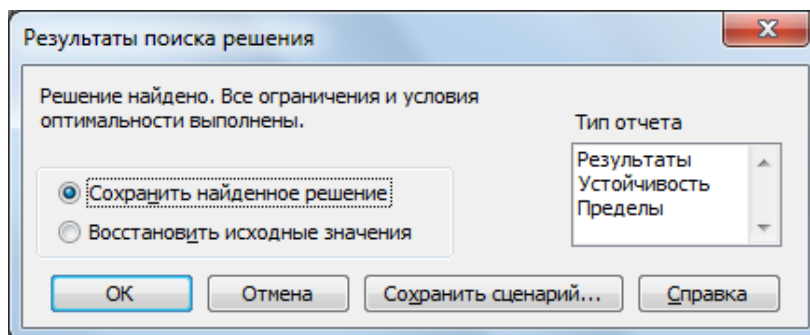 Результаты поиска решения
Решение найдено. Все ограничения и условия
оптимальности выполнены.
Тип отчета
Результаты
Устойчивость
Пределы
Сохранить найденное решение
Восстановить исходные значения
ОК
Отмена
Сохранить сценарий...
Справка